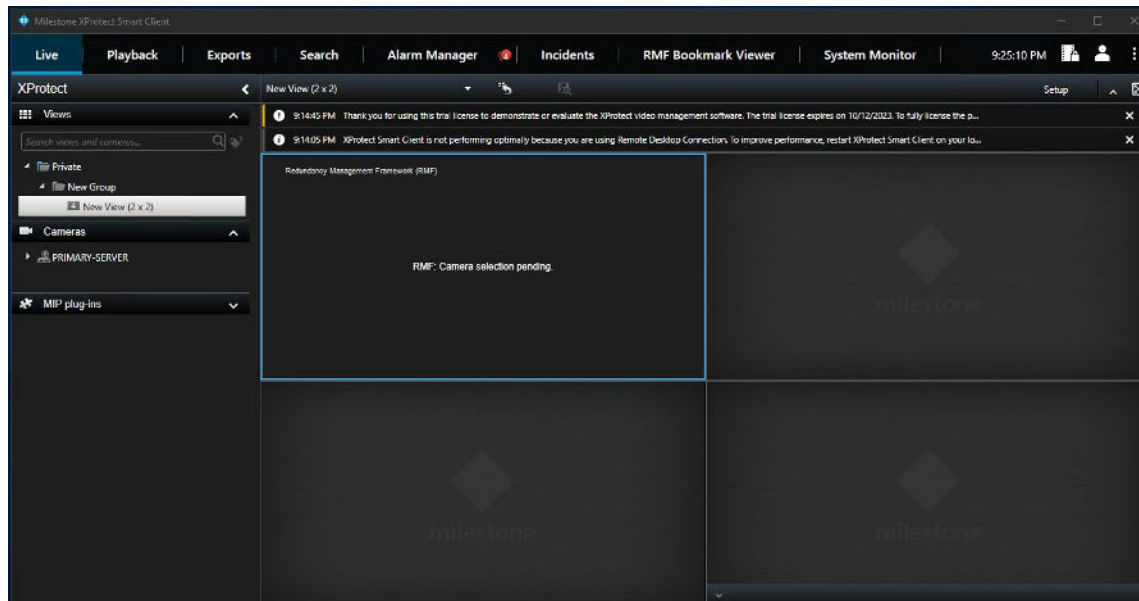 Milestone XProtect Smart Client
Live Playback Exports Search Alarm Manager Incidents RMF Bookmark Viewer System Monitor 9:25:10 PM
XProtect New View (2 x 2) Setup
Views
9:14:45 PM Thank you for using this trial license to demonstrate or evaluate the XProtect video management software. The trial license expires on 10/12/2023. To fully license the p...
Search views and cameras...
9:14:05 PM XProtect Smart Client is not performing optimally because you are using Remote Desktop Connection. To improve performance, restart XProtect Smart Client on your lo...
Private
Redundancy Management Framework (RMF)
New Group
4 New View (2 x 2)
Cameras
PRIMARY-SERVER
RMF: Camera selection pending.
MIP plug-ins
milestone
milestone
milestone